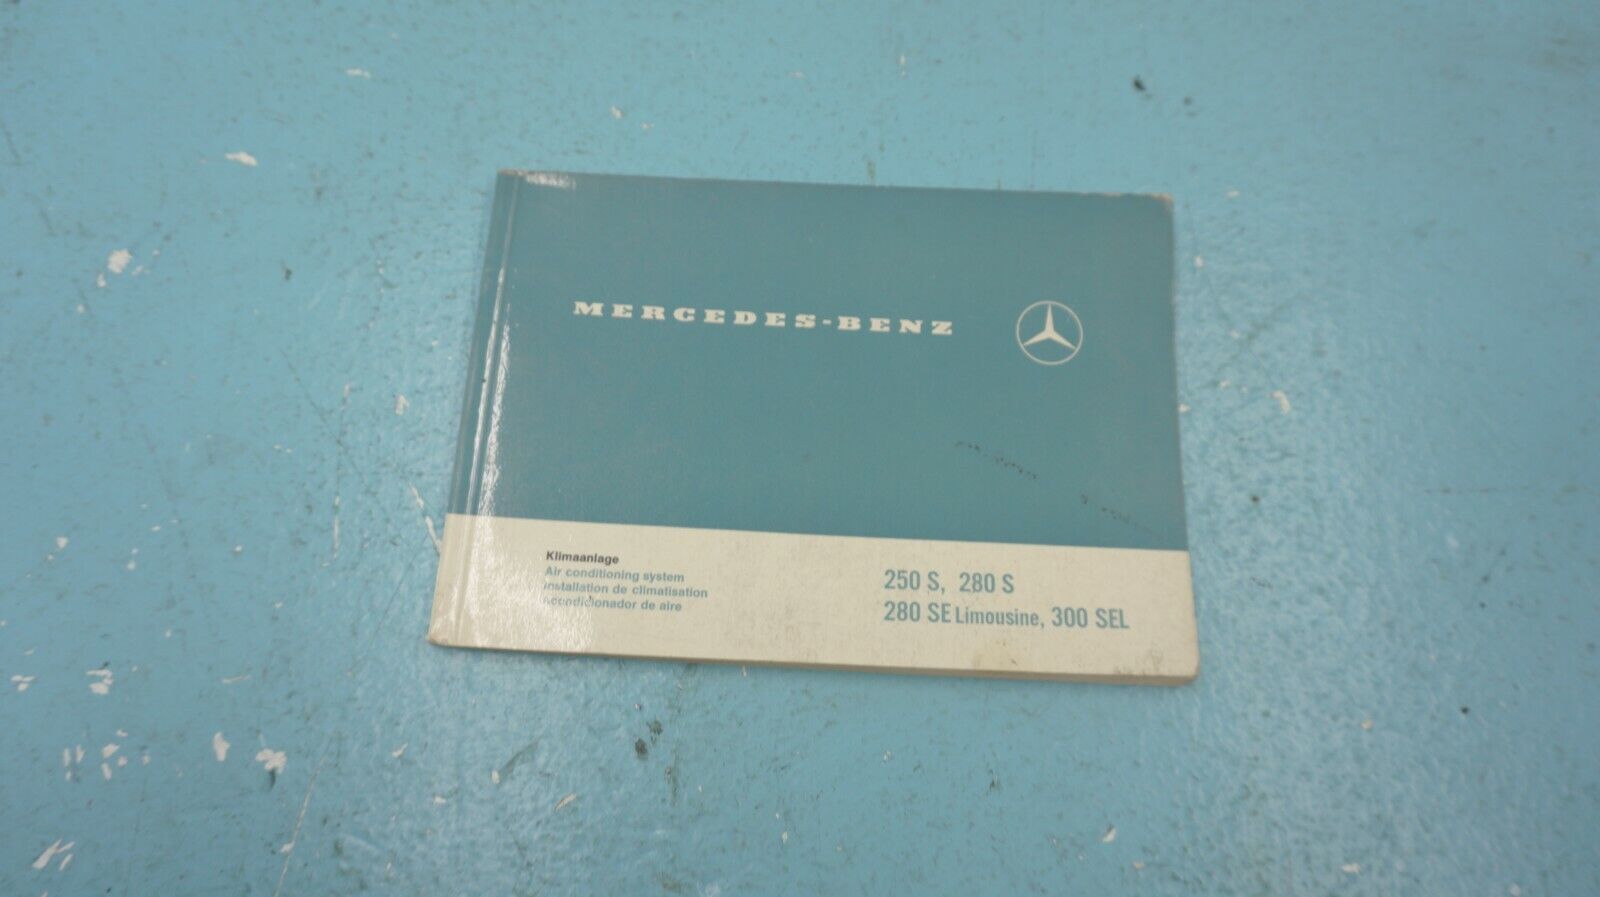 MERCEDES-BENZ
Klimaanlage
Air conditioning system
Installation de climatisation
Acondicionador de aire
250 S, 280 S
280 SE Limousine, 300 SEL